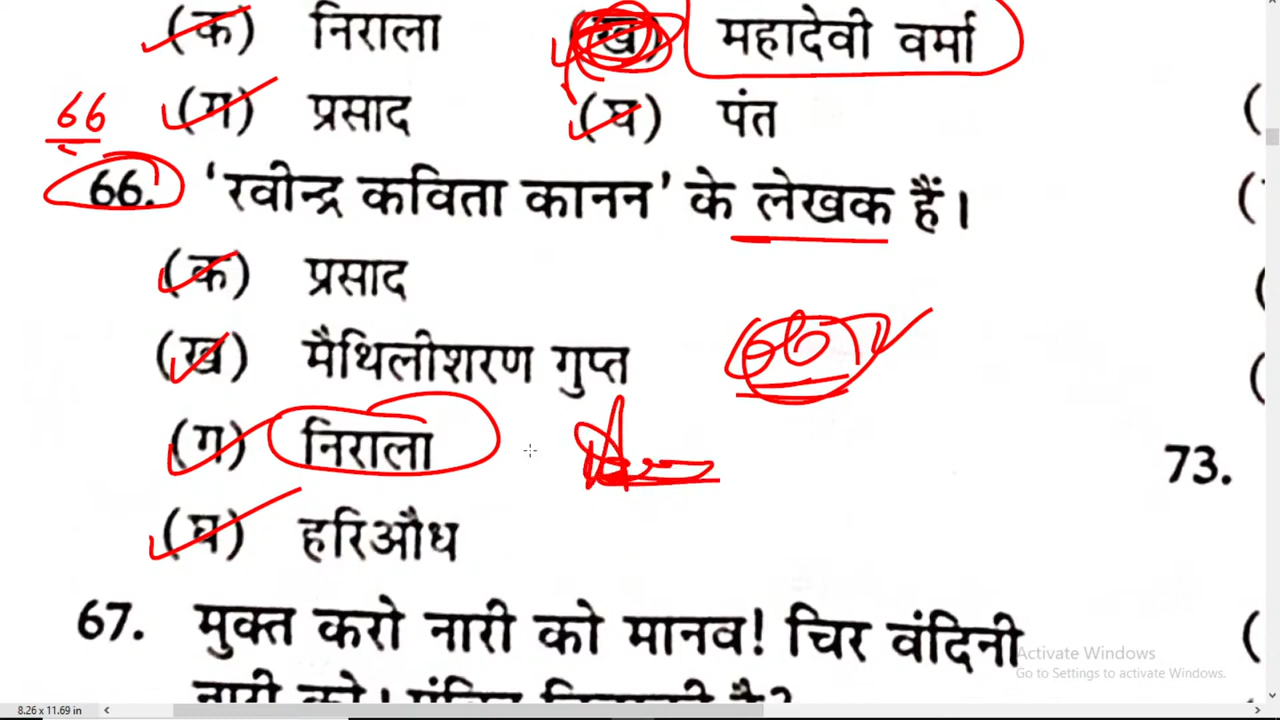 (क) निराला (ख) महादेवी वर्मा
(ग) प्रसाद (घ) पंत (
66
66. 'रवीन्द्र कविता कानन' के लेखक हैं। (
(क) प्रसाद (
(ख) मैथिलीशरण गुप्त 66 (
(ग) निराला 73.
(घ) हरिऔध
67. मुक्त करो नारी को मानव! चिर वंदिनी (
Activate Windows
Go to Settings to activate Windows.
नारी को। पंक्ति किसकी है?
8.26 x 11.69 in